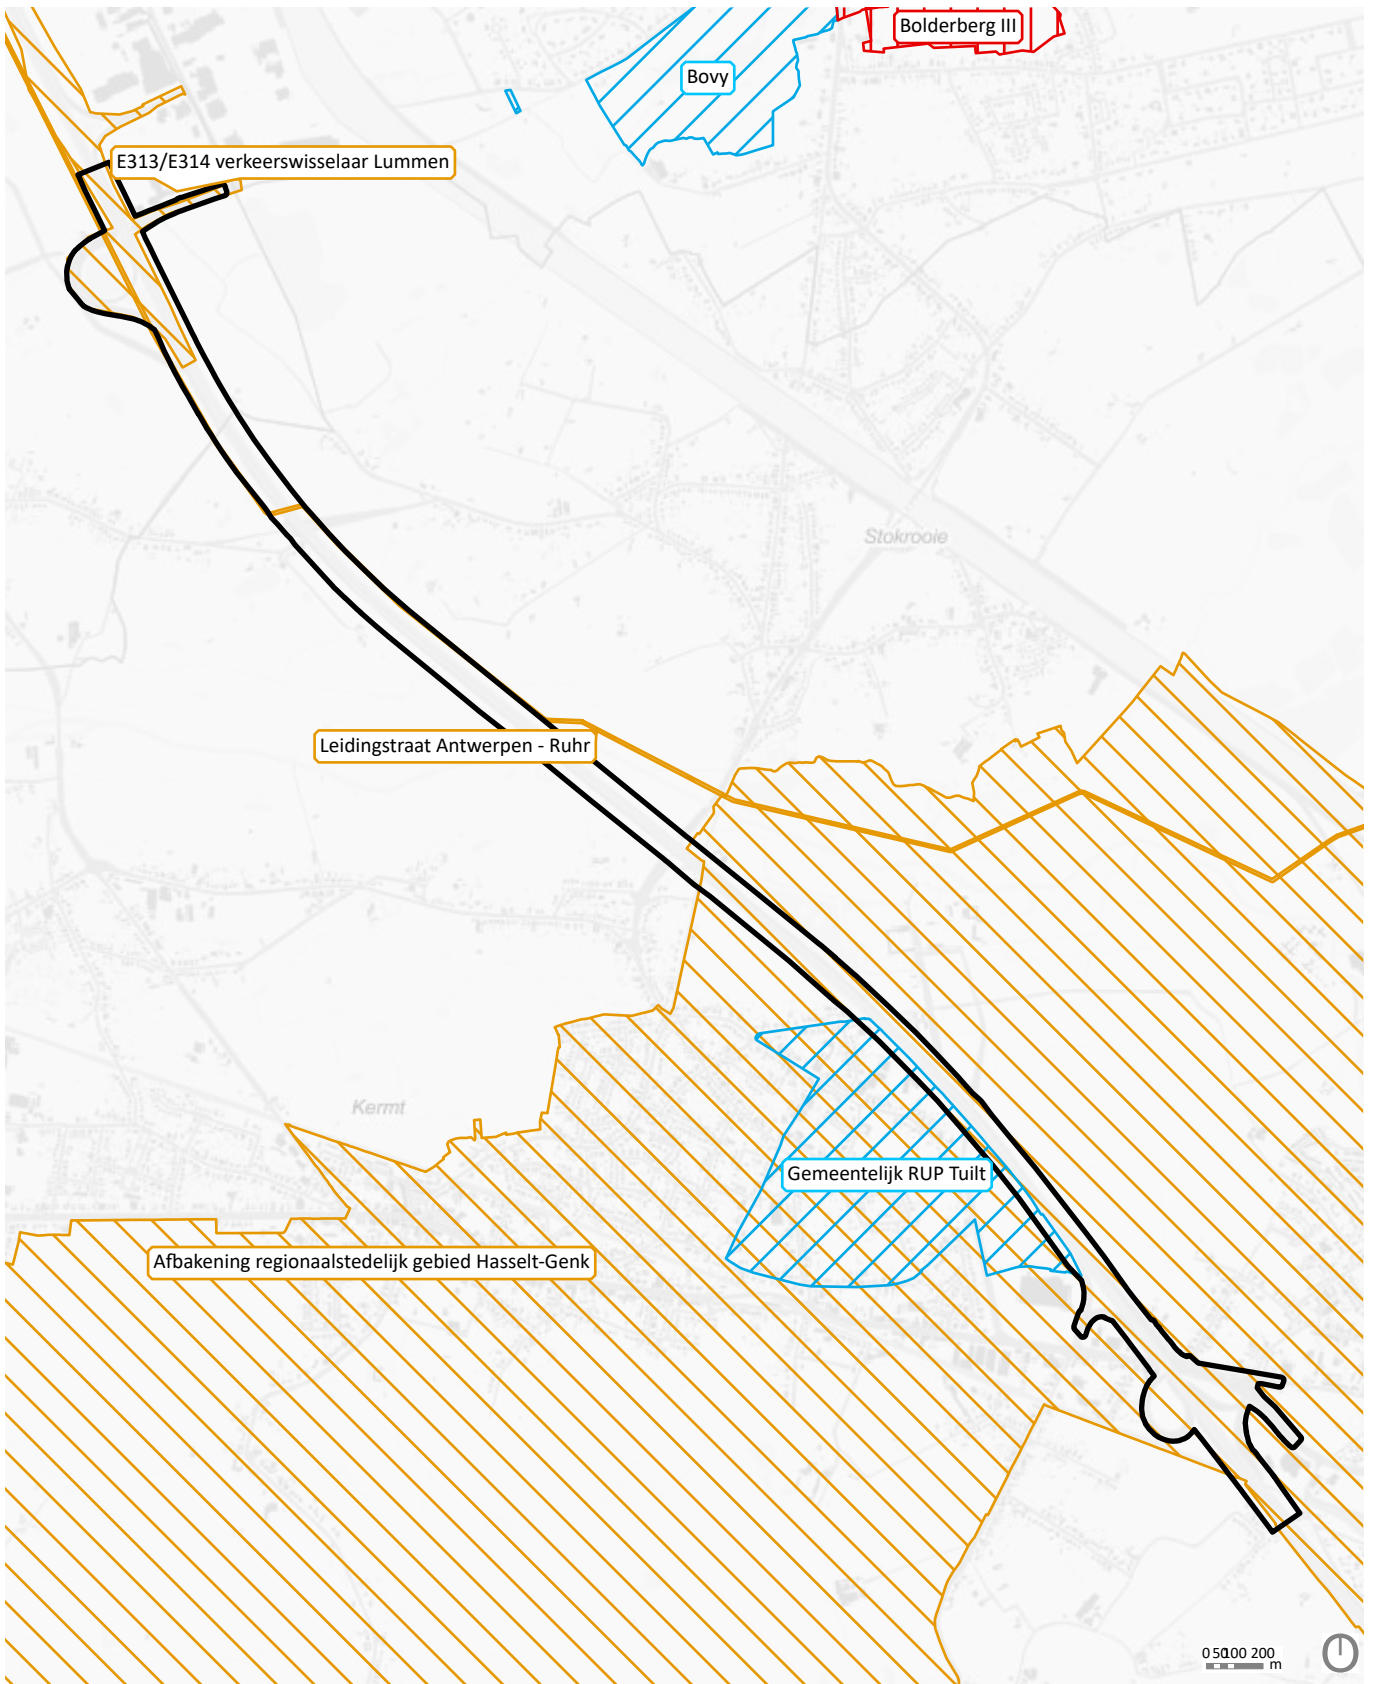 Bolderberg III
Bovy
E313/E314 verkeerswisselaar Lummen
Stokrooie
Leidingstraat Antwerpen - Ruhr
Kermt
Gemeentelijk RUP Tuilt
Afbakening regionaalstedelijk gebied Hasselt-Genk
0 50100 200
m